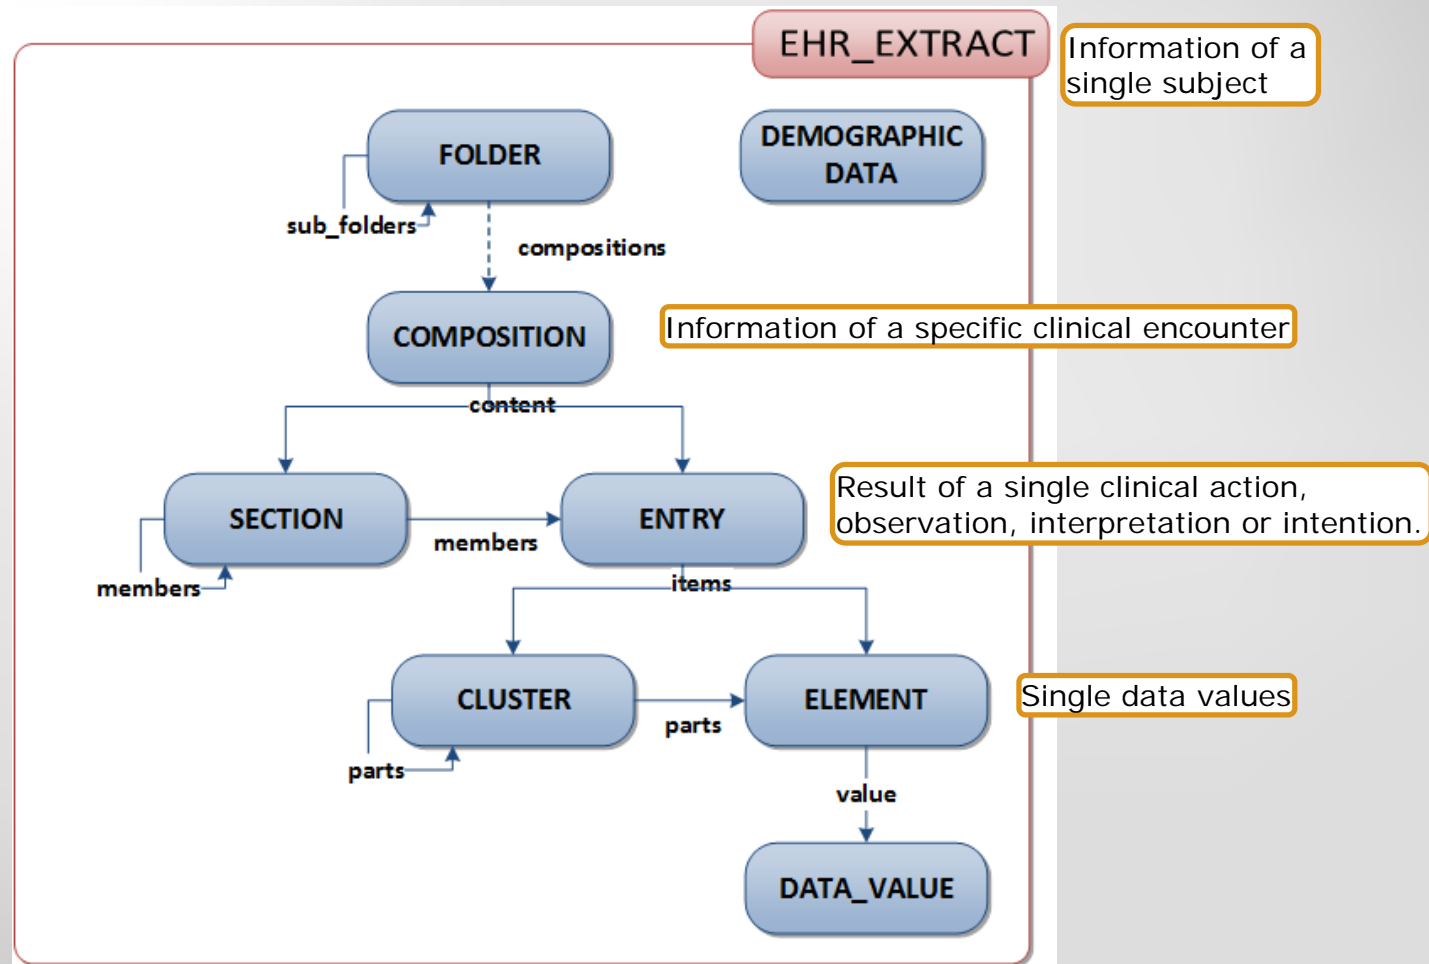 EHR_EXTRACT
Information of a
single subject
FOLDER
DEMOGRAPHIC
DATA
sub_folders
compositions
COMPOSITION
Information of a specific clinical encounter
content
SECTION
ENTRY
Result of a single clinical action,
observation, interpretation or intention.
members
members
items
CLUSTER
ELEMENT
Single data values
parts
parts
value
DATA_VALUE